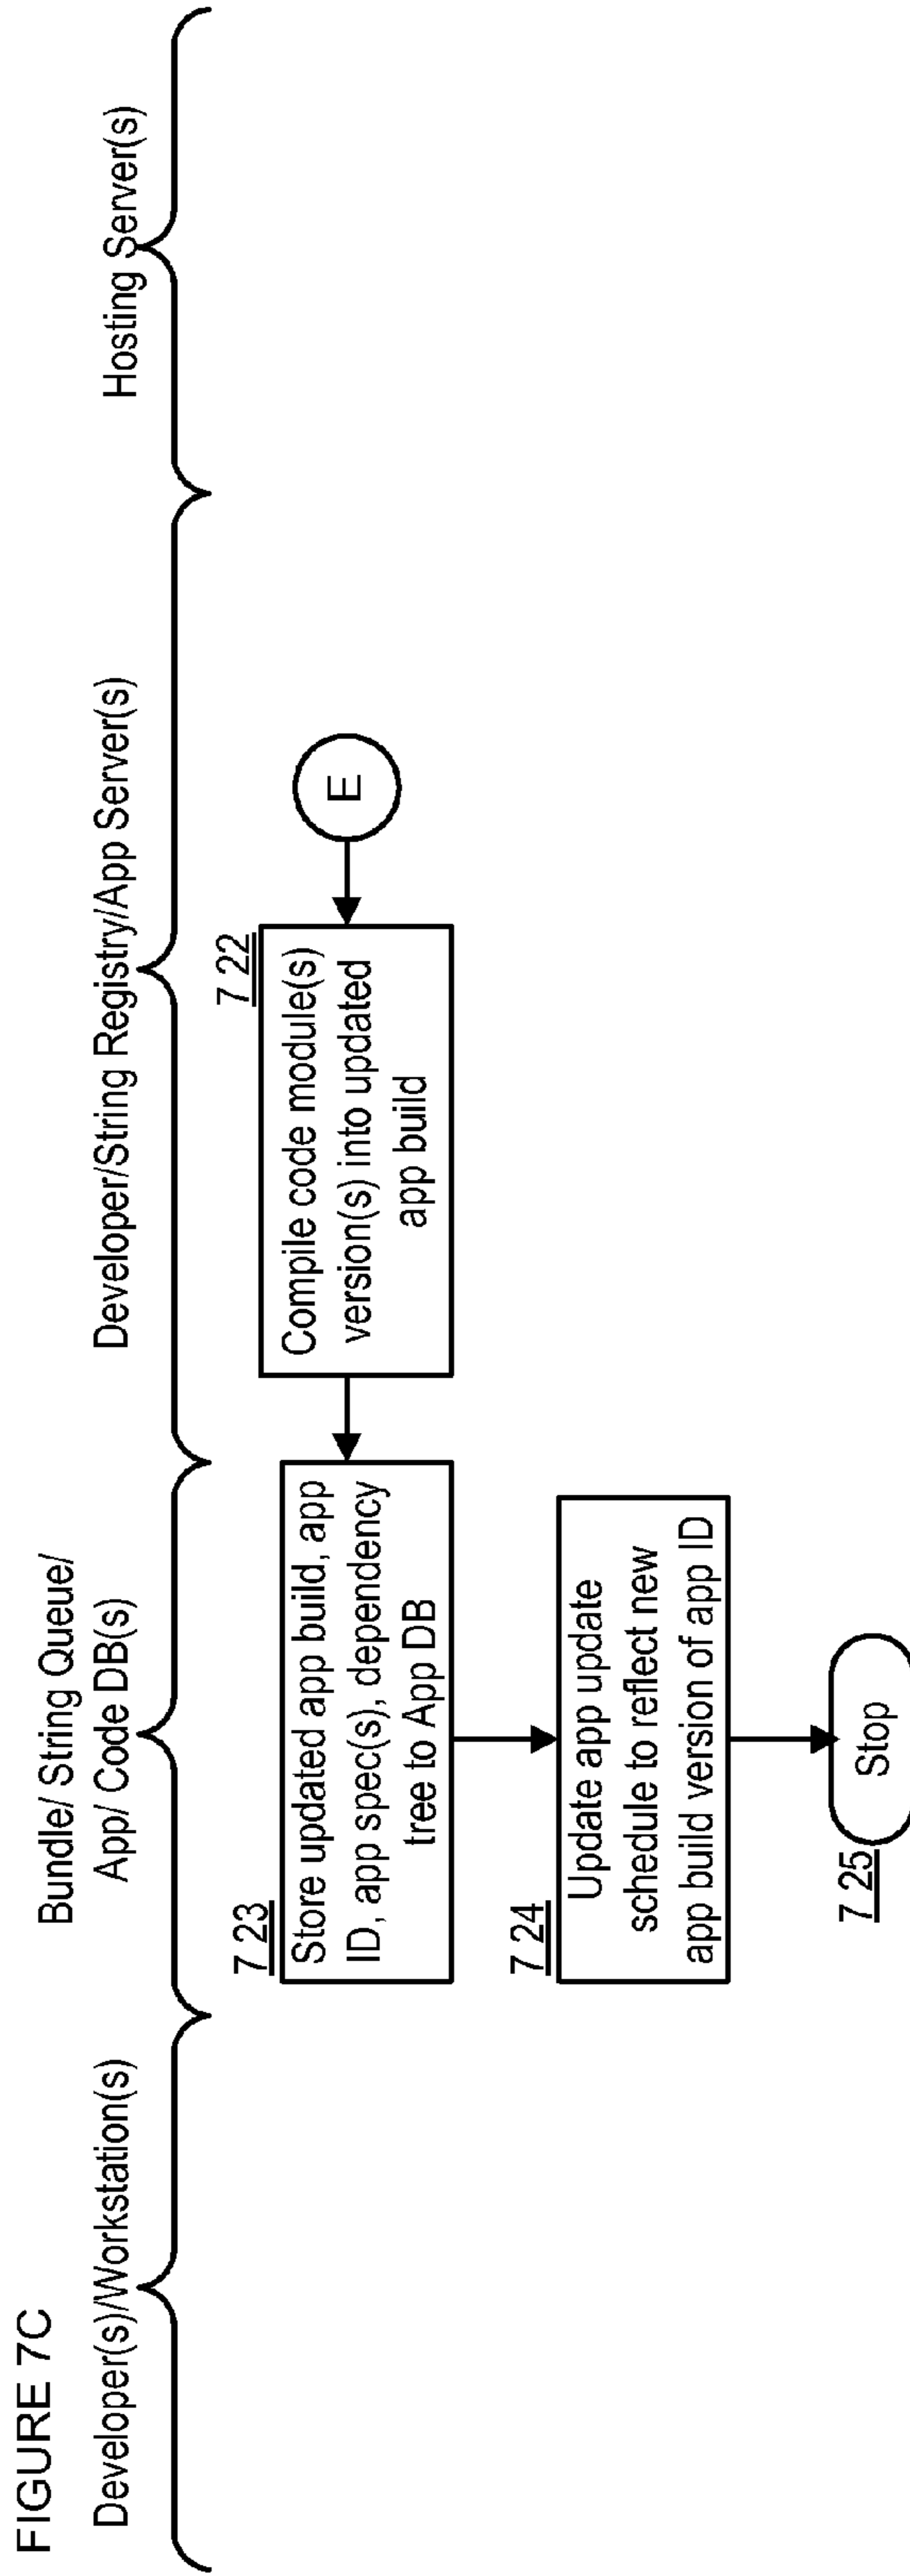 FIGURE 7C
Developer(s)/Workstation(s)
Bundle/ String Queue/
App/ Code DB(s)
Developer/String Registry/App Server(s)
Hosting Server(s)
E
7 22
Compile code module(s)
version(s) into updated
app build
7 23
Store updated app build, app
ID, app spec(s), dependency
tree to App DB
7 24
Update app update
schedule to reflect new
app build version of app ID
7 25
Stop